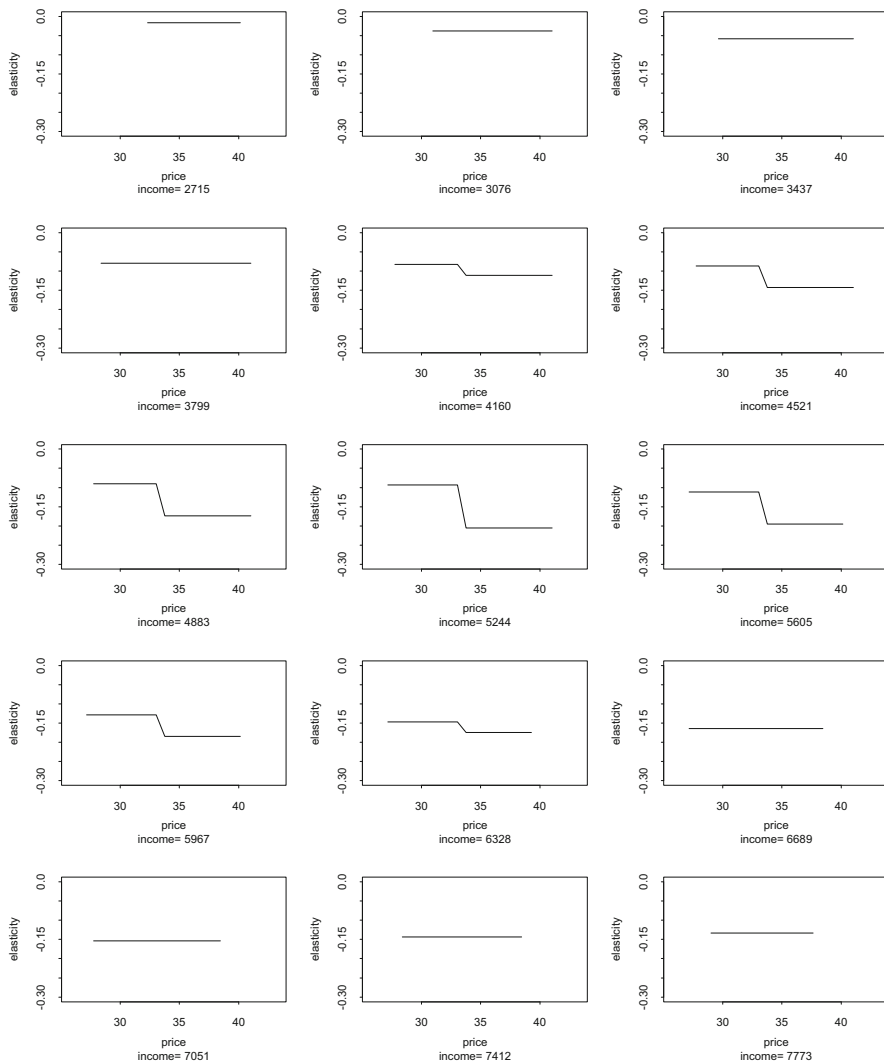 elasticity
0.0
-0.15
-0.30
30 35 40
price
income= 2715
elasticity
0.0
-0.15
-0.30
30 35 40
price
income= 3076
elasticity
0.0
-0.15
-0.30
30 35 40
price
income= 3437
elasticity
0.0
-0.15
-0.30
30 35 40
price
income= 3799
elasticity
0.0
-0.15
-0.30
30 35 40
price
income= 4160
elasticity
0.0
-0.15
-0.30
30 35 40
price
income= 4521
elasticity
0.0
-0.15
-0.30
30 35 40
price
income= 4883
elasticity
0.0
-0.15
-0.30
30 35 40
price
income= 5244
elasticity
0.0
-0.15
-0.30
30 35 40
price
income= 5605
elasticity
0.0
-0.15
-0.30
30 35 40
price
income= 5967
elasticity
0.0
-0.15
-0.30
30 35 40
price
income= 6328
elasticity
0.0
-0.15
-0.30
30 35 40
price
income= 6689
elasticity
0.0
-0.15
-0.30
30 35 40
price
income= 7051
elasticity
0.0
-0.15
-0.30
30 35 40
price
income= 7412
elasticity
0.0
-0.15
-0.30
30 35 40
price
income= 7773